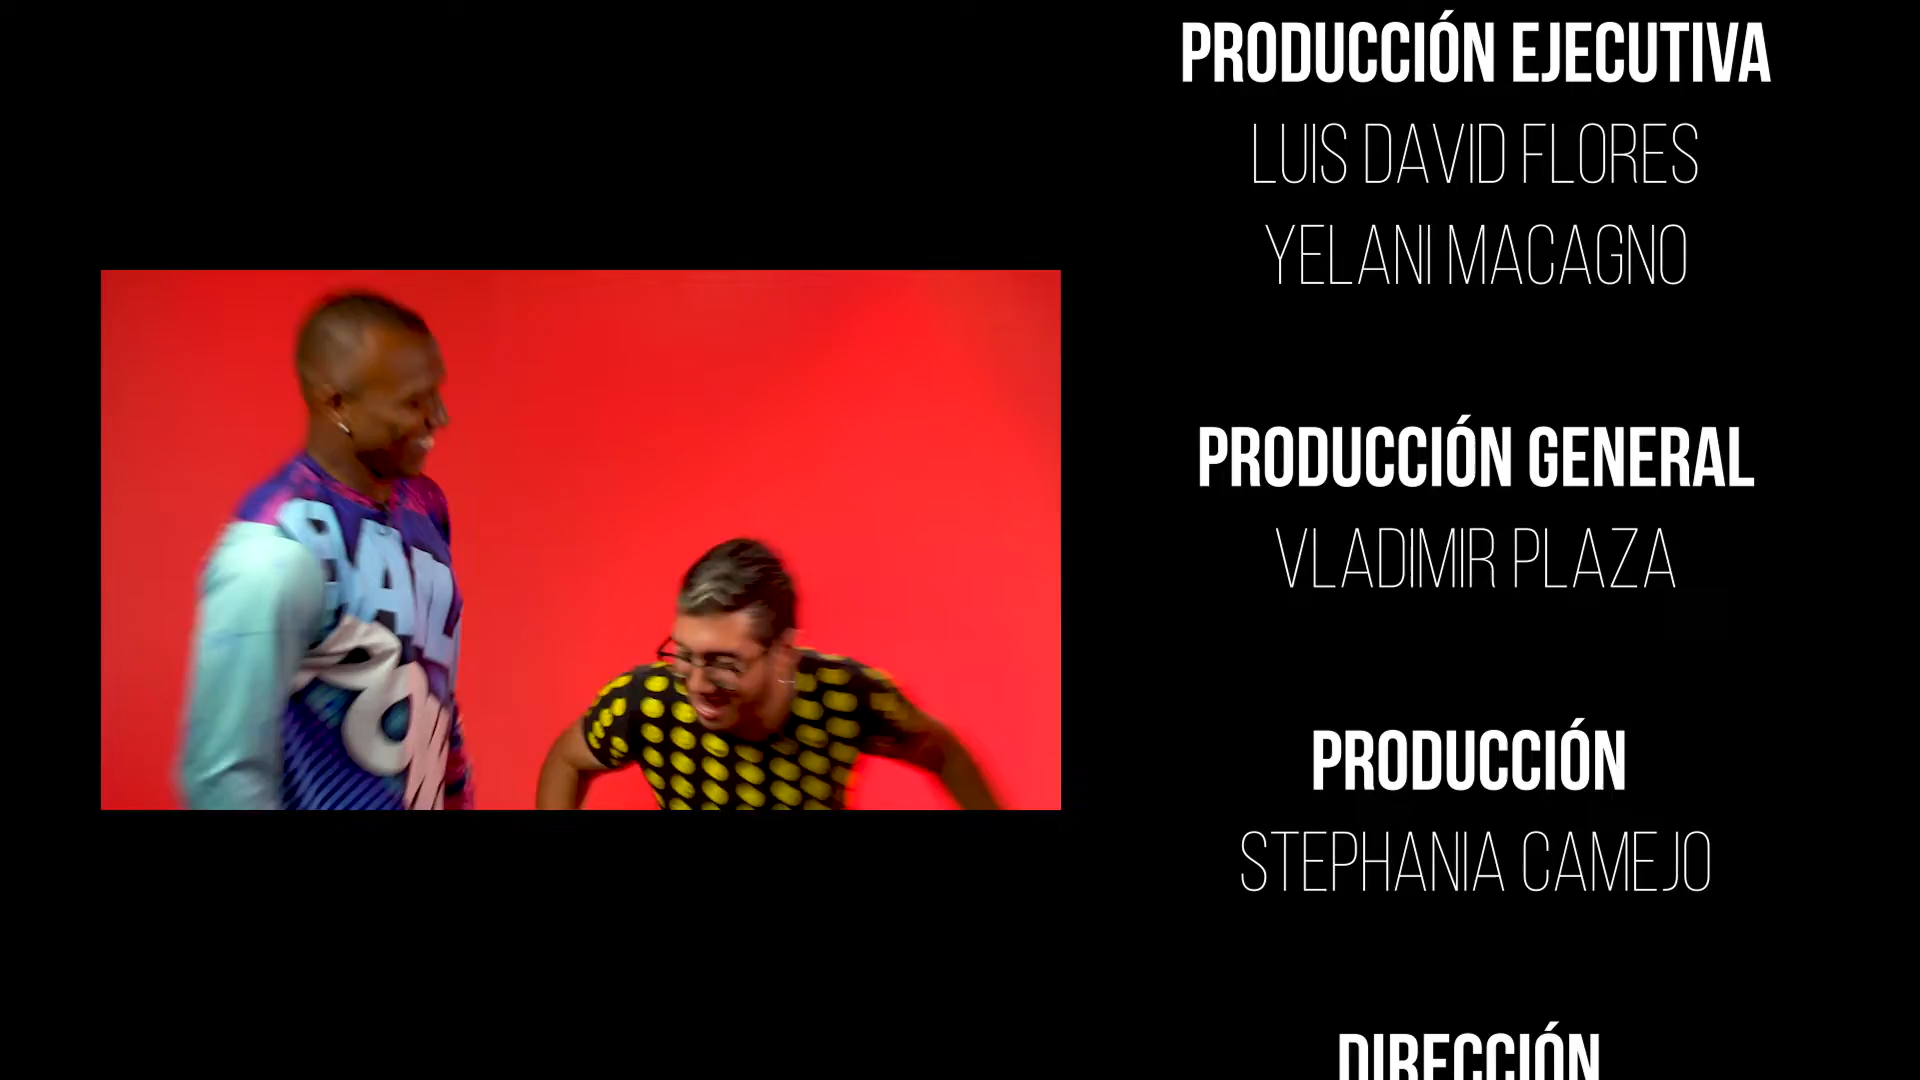 PRODUCCIÓN EJECUTIVA
LUIS DAVID FLORES
YELANI MACAGNO
PRODUCCIÓN GENERAL
VLADIMIR PLAZA
PRODUCCIÓN
STEPHANIA CAMEJO
DIRECCIÓN